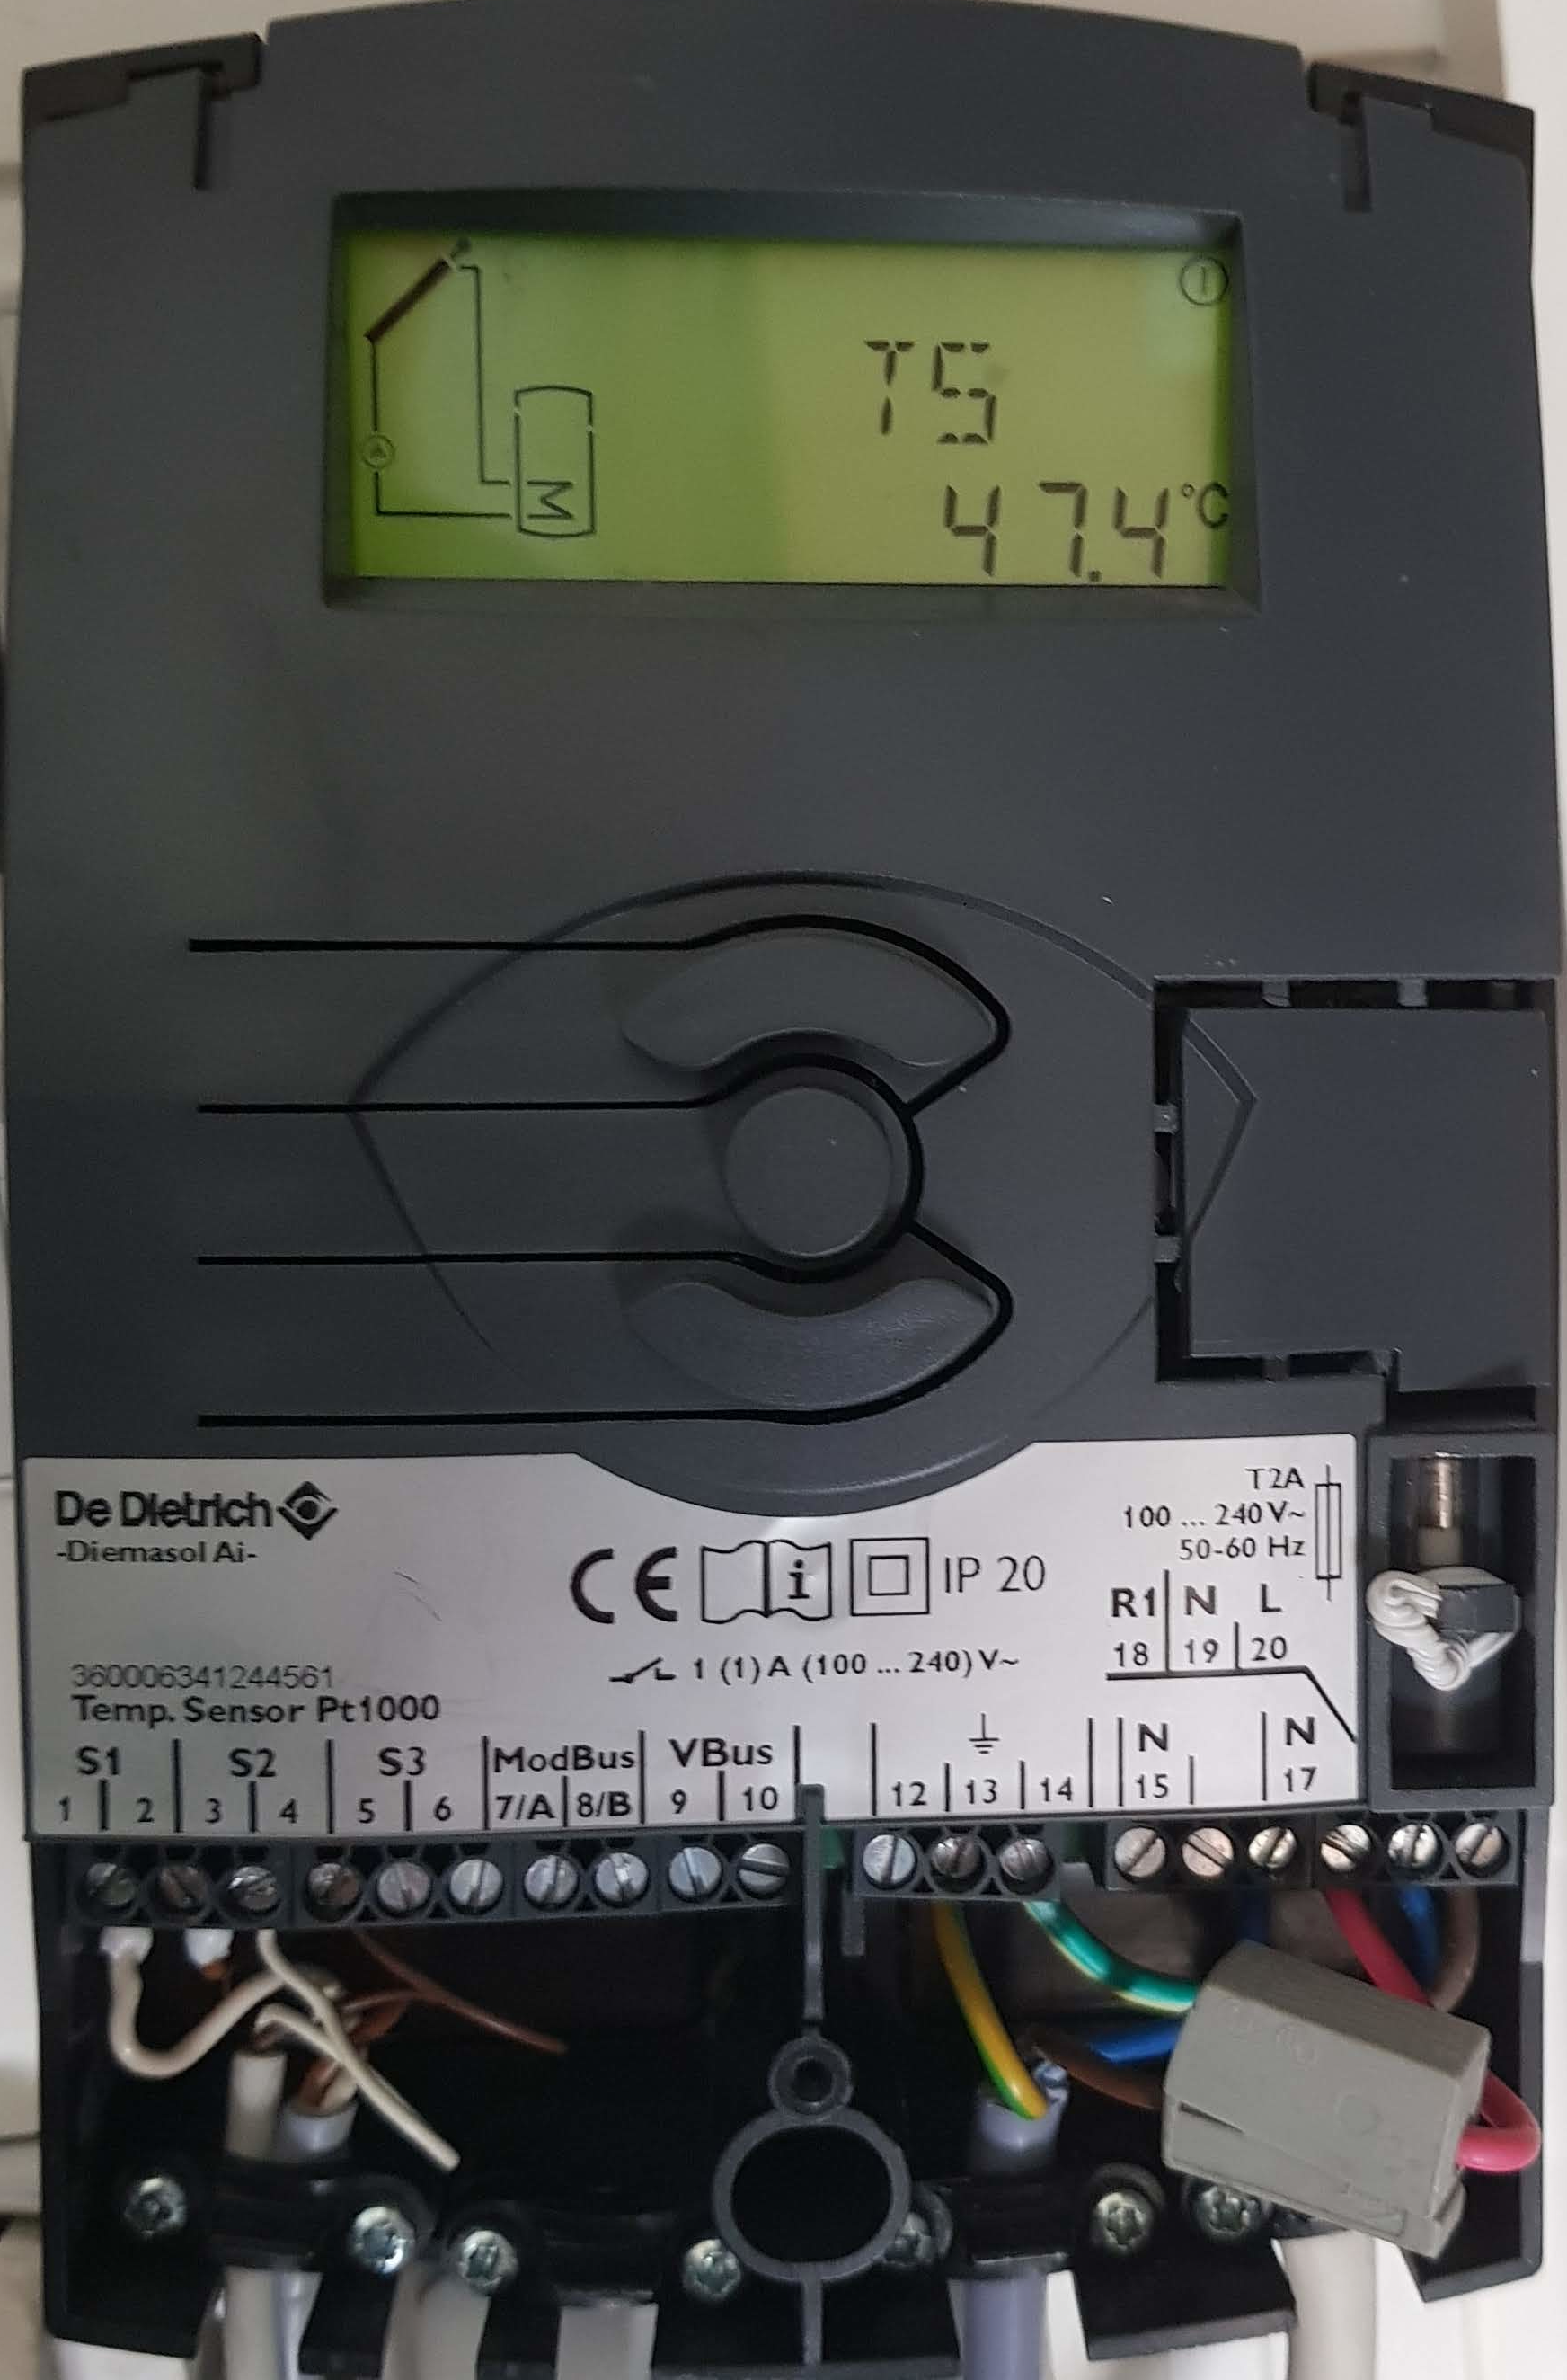 TS
47.4°C
De Dietrich
-Diemasol Ai-
T2A
100 ... 240 V~
50-60 Hz
CE i IP 20
R1 N L
18 19 20
360006341244561
1 (1) A (100 ... 240) V~
Temp. Sensor Pt1000
S1 S2 S3 ModBus VBus N N
1 2 3 4 5 6 7/A 8/B 9 10 12 13 14 15 17